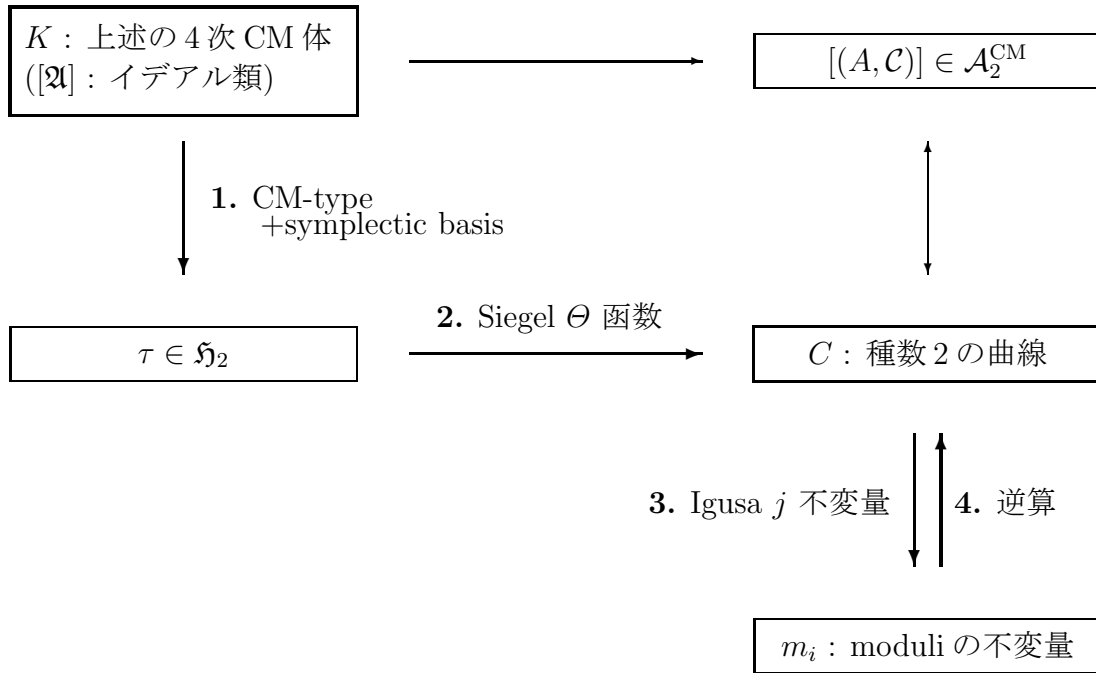 K : 上述の 4 次 CM 体
([𝔄] : イデアル類)
[(A, 𝒞)] ∈ 𝒜₂^CM
1. CM-type
+symplectic basis
2. Siegel Θ 函数
τ ∈ ℌ₂
C : 種数 2 の曲線
3. Igusa j 不変量
4. 逆算
mᵢ : moduli の不変量